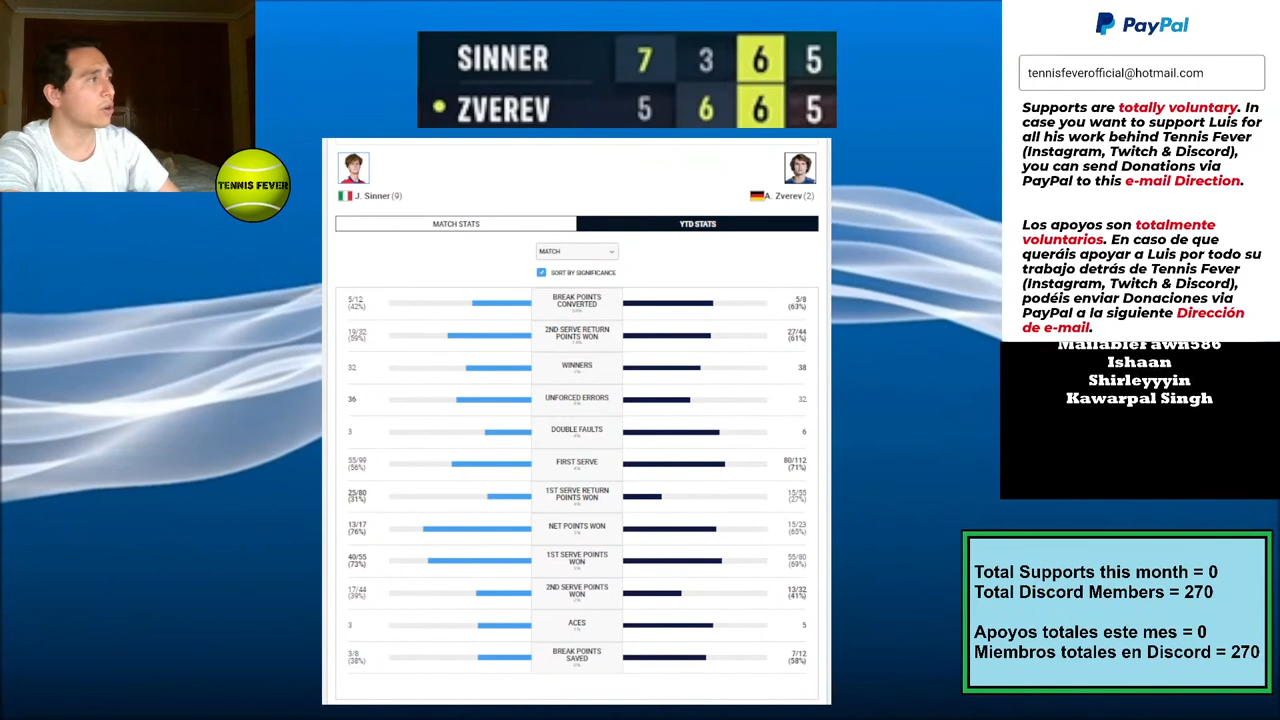 SINNER 7 3 6 5
ZVEREV 5 6 6 5
TENNIS FEVER
J. Sinner (9)
A. Zverev (2)
MATCH STATS
YTD STATS
MATCH
SORT BY SIGNIFICANCE
5/12
(42%)
BREAK POINTS
CONVERTED
5/8
(63%)
19/32
(59%)
2ND SERVE RETURN
POINTS WON
27/44
(61%)
32
WINNERS
38
36
UNFORCED ERRORS
32
3
DOUBLE FAULTS
6
55/99
(56%)
FIRST SERVE
80/112
(71%)
25/80
(31%)
1ST SERVE RETURN
POINTS WON
15/55
(27%)
13/17
(76%)
NET POINTS WON
15/23
(65%)
40/55
(73%)
1ST SERVE POINTS
WON
55/80
(69%)
17/44
(39%)
2ND SERVE POINTS
WON
13/32
(41%)
3
ACES
5
3/8
(38%)
BREAK POINTS
SAVED
7/12
(58%)
PayPal
tennisfeverofficial@hotmail.com
Supports are totally voluntary. In
case you want to support Luis for
all his work behind Tennis Fever
(Instagram, Twitch & Discord),
you can send Donations via
PayPal to this e-mail Direction.
Los apoyos son totalmente
voluntarios. En caso de que
queráis apoyar a Luis por todo su
trabajo detrás de Tennis Fever
(Instagram, Twitch & Discord),
podéis enviar Donaciones via
PayPal a la siguiente Dirección
de e-mail.
Ishaan
Shirleyyyin
Kawarpal Singh
Total Supports this month = 0
Total Discord Members = 270
Apoyos totales este mes = 0
Miembros totales en Discord = 270